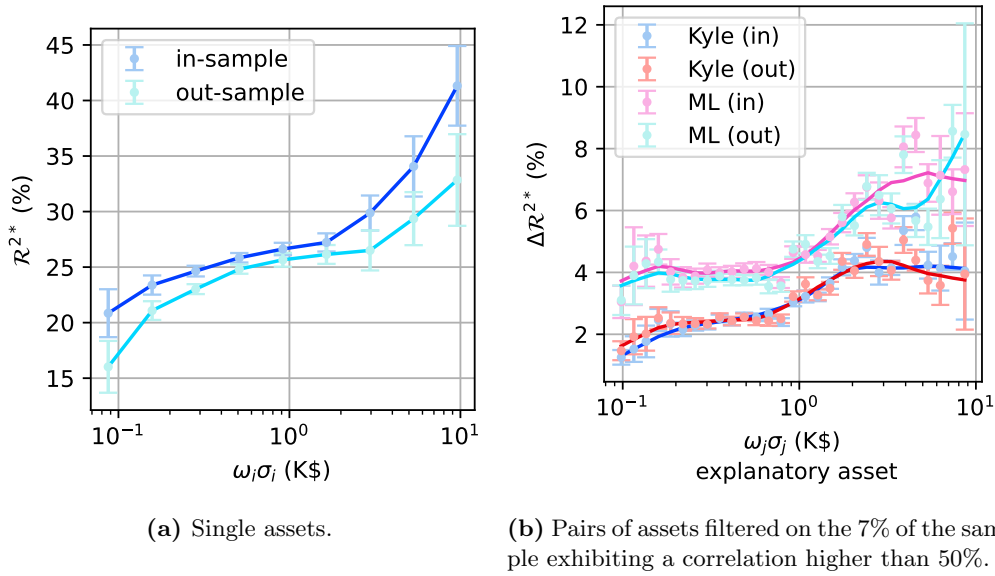 45
40
35
30
25
20
15
R²* (%)
in-sample
out-sample
10⁻¹
10⁰
10¹
ωᵢσᵢ (K$)
(a) Single assets.
12
10
8
6
4
2
ΔR²* (%)
Kyle (in)
Kyle (out)
ML (in)
ML (out)
10⁻¹
10⁰
10¹
ωⱼσⱼ (K$)
explanatory asset
(b) Pairs of assets filtered on the 7% of the sam
ple exhibiting a correlation higher than 50%.